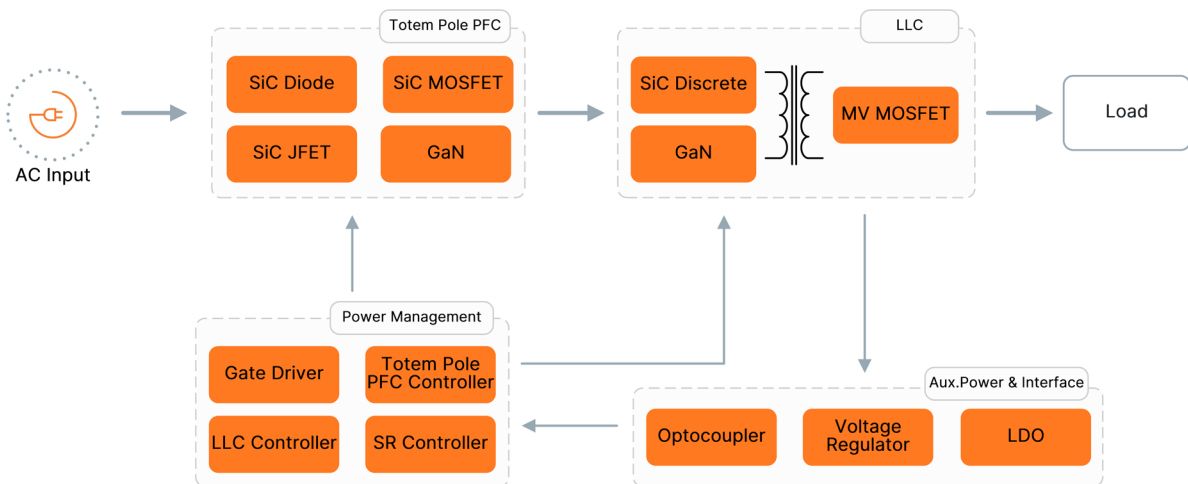 Totem Pole PFC
LLC
SiC Diode
SiC MOSFET
SiC JFET
GaN
SiC Discrete
GaN
MV MOSFET
Load
AC Input
Power Management
Gate Driver
Totem Pole
PFC Controller
LLC Controller
SR Controller
Aux.Power & Interface
Optocoupler
Voltage
Regulator
LDO